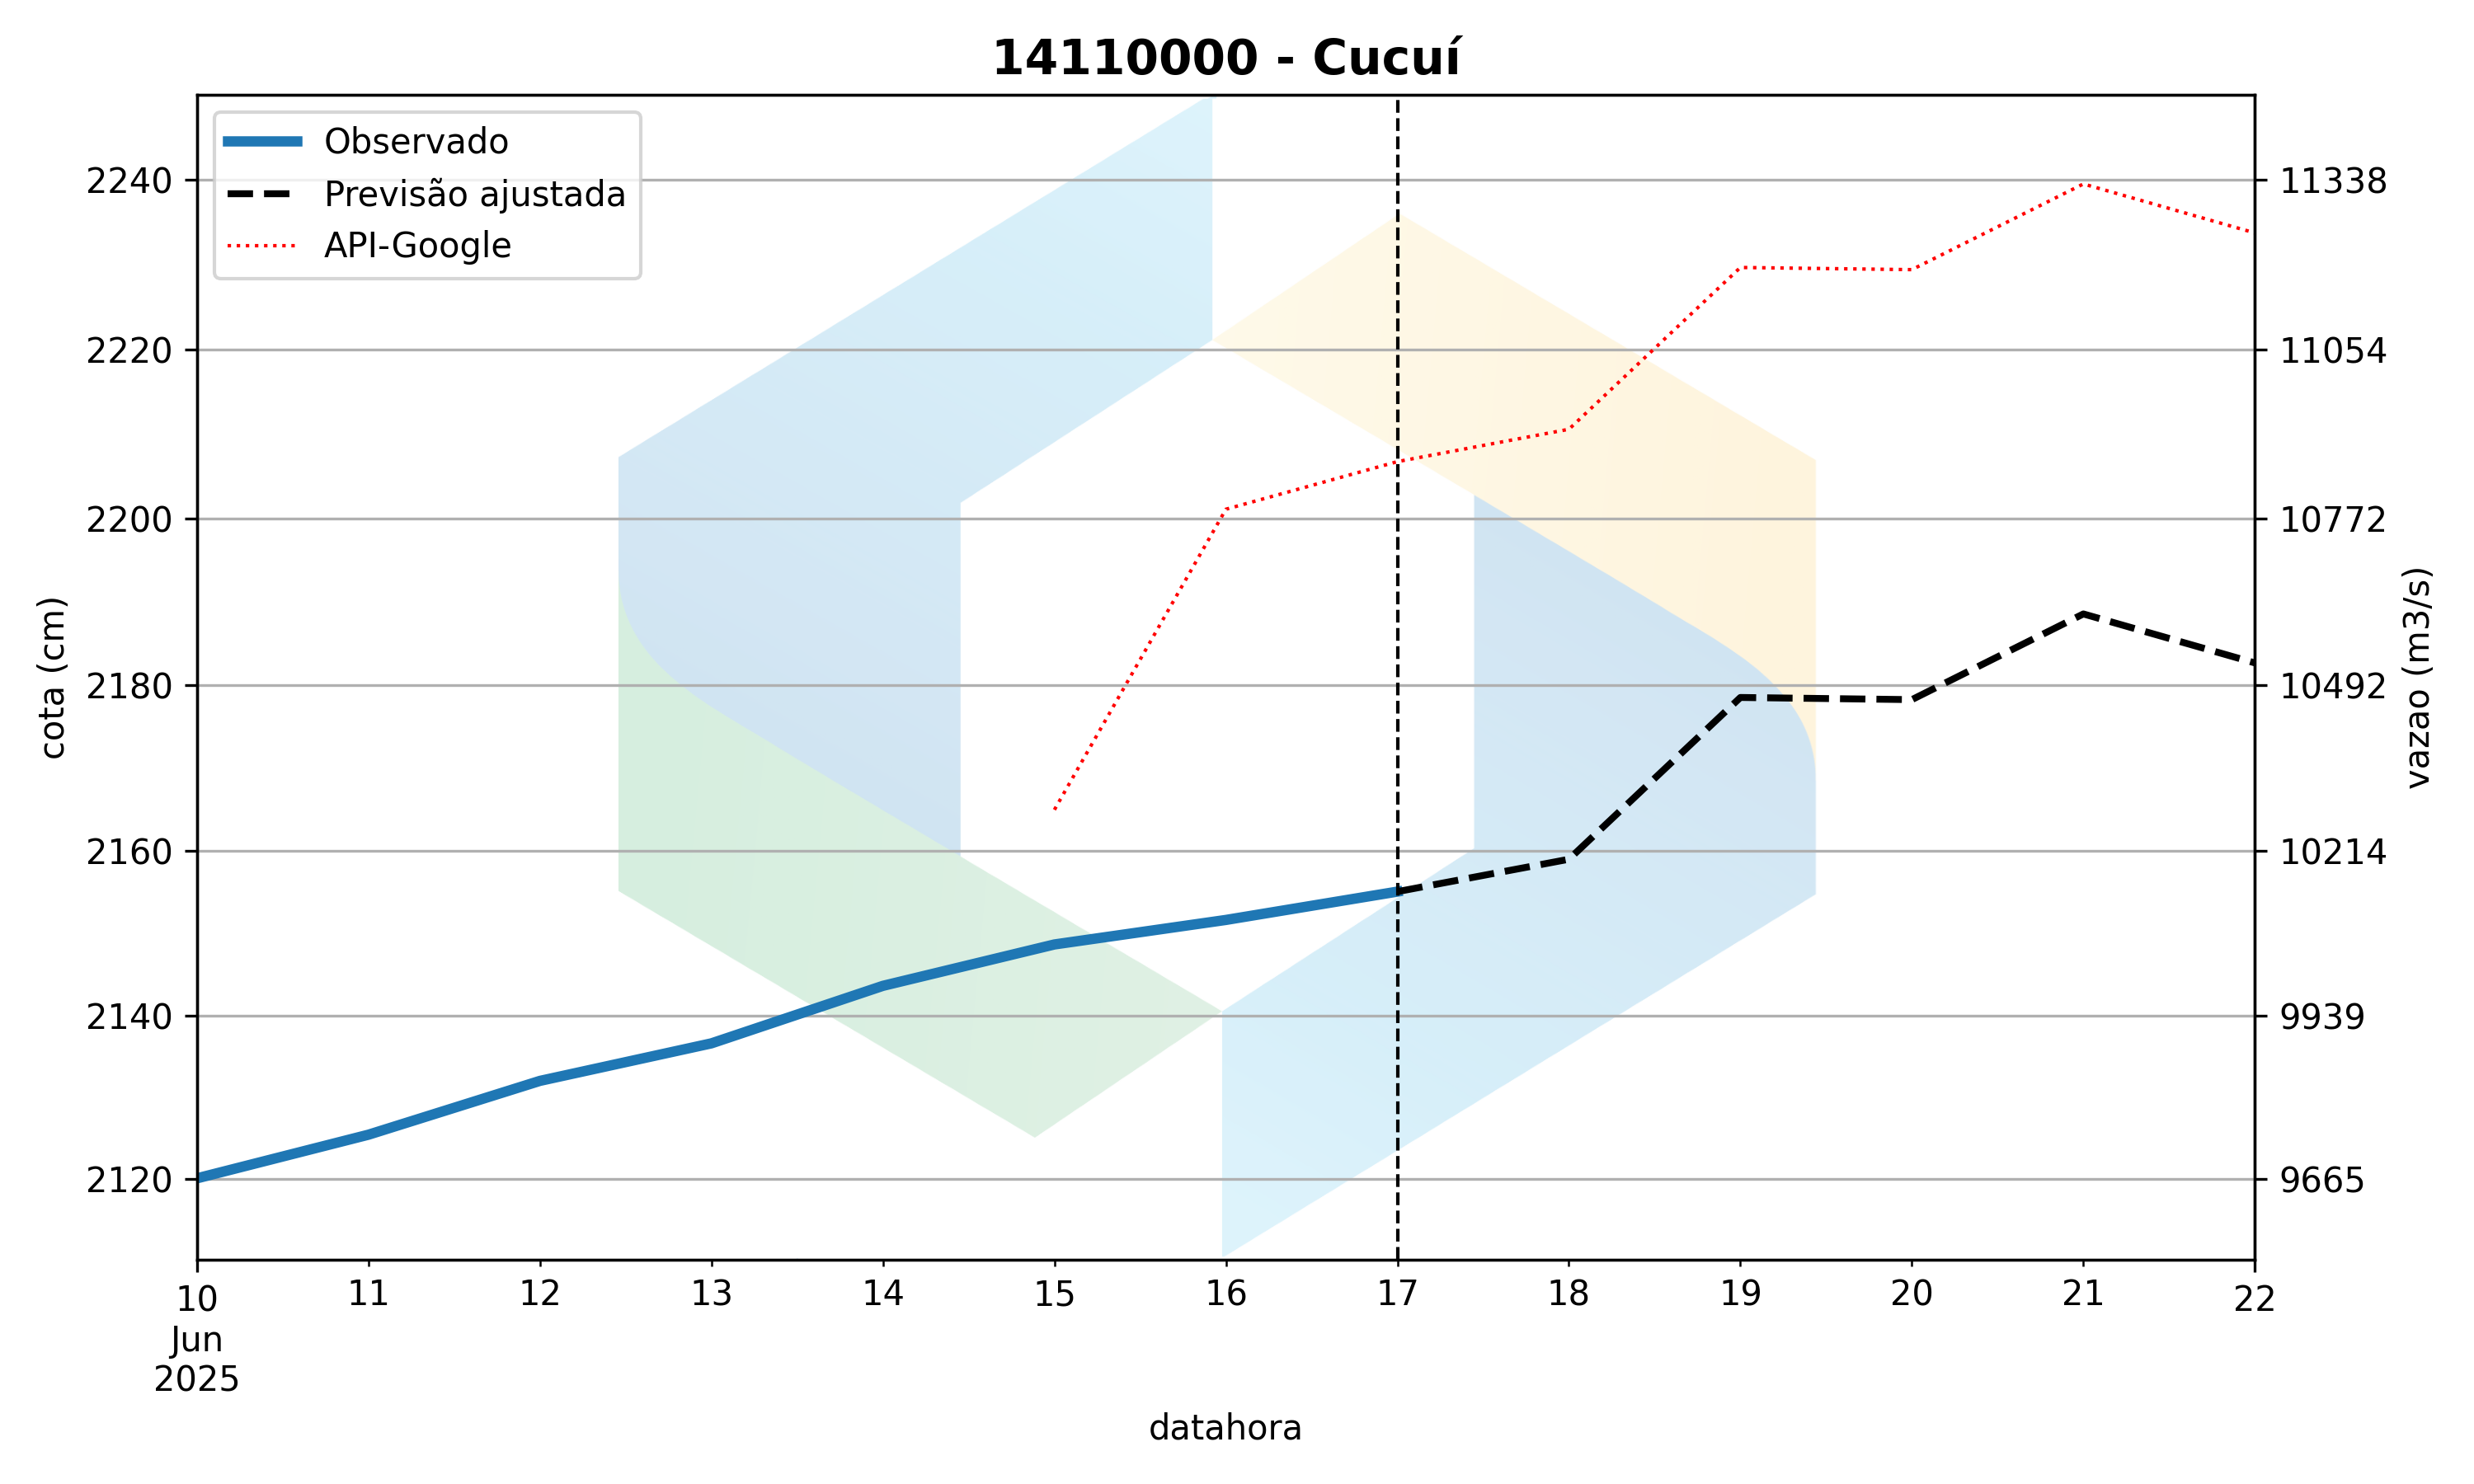 14110000 - Cucuí
Observado
Previsão ajustada
API-Google
2240
2220
2200
2180
2160
2140
2120
cota (cm)
11338
11054
10772
10492
10214
9939
9665
vazao (m3/s)
10 11 12 13 14 15 16 17 18 19 20 21 22
Jun
2025
datahora